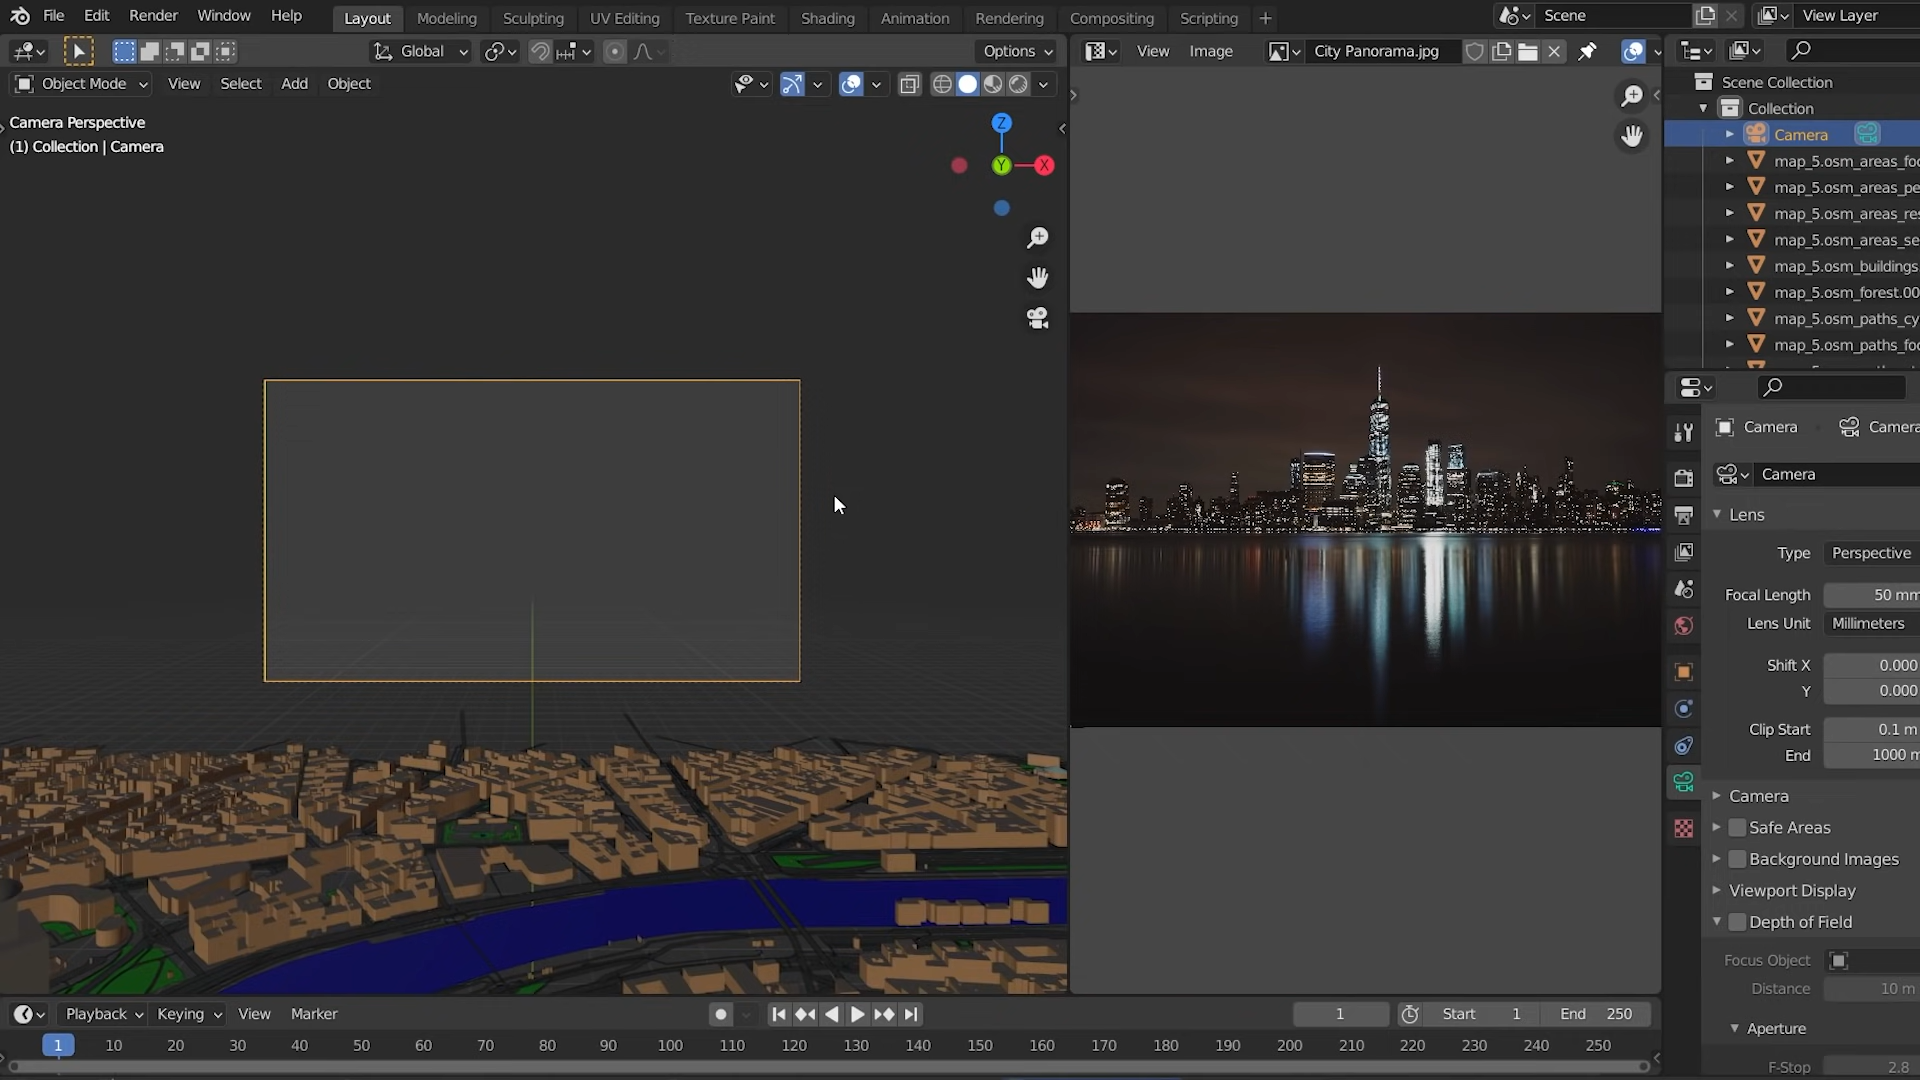 File Edit Render Window Help Layout Modeling Sculpting UV Editing Texture Paint Shading Animation Rendering Compositing Scripting Scene View Layer
Global Options View Image City Panorama.jpg
Object Mode View Select Add Object
Camera Perspective
(1) Collection | Camera
Z
Y
X
Scene Collection
Collection
Camera
map_5.osm_areas_foo
map_5.osm_areas_pe
map_5.osm_areas_res
map_5.osm_areas_se
map_5.osm_buildings
map_5.osm_forest.00
map_5.osm_paths_cy
map_5.osm_paths_foo
Camera Camera
Camera
Lens
Type Perspective
Focal Length 50 mm
Lens Unit Millimeters
Shift X 0.000
Y 0.000
Clip Start 0.1 m
End 1000 m
Camera
Safe Areas
Background Images
Viewport Display
Depth of Field
Focus Object
Distance 10 m
Aperture
F-Stop 2.8
Playback Keying View Marker 1 Start 1 End 250
1 10 20 30 40 50 60 70 80 90 100 110 120 130 140 150 160 170 180 190 200 210 220 230 240 250